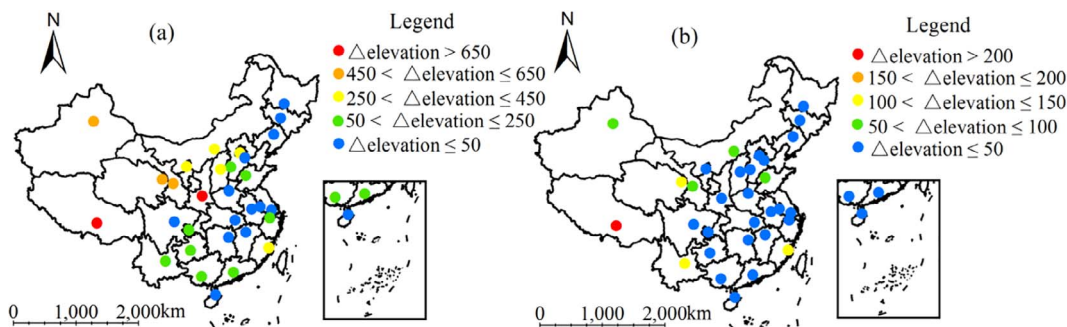 N
(a)
Legend
△elevation > 650
450 < △elevation ≤ 650
250 < △elevation ≤ 450
50 < △elevation ≤ 250
△elevation ≤ 50
0 1,000 2,000km
N
(b)
Legend
△elevation > 200
150 < △elevation ≤ 200
100 < △elevation ≤ 150
50 < △elevation ≤ 100
△elevation ≤ 50
0 1,000 2,000km